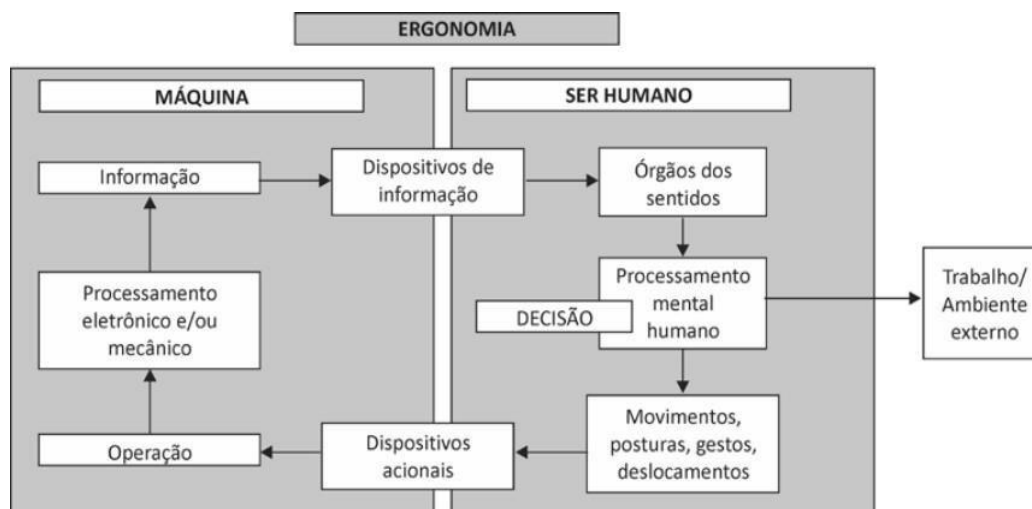 ERGONOMIA
MÁQUINA
SER HUMANO
Informação
Dispositivos de
informação
Órgãos dos
sentidos
Processamento
eletrônico e/ou
mecânico
Processamento
mental
humano
DECISÃO
Trabalho/
Ambiente
externo
Operação
Dispositivos
acionais
Movimentos,
posturas, gestos,
deslocamentos